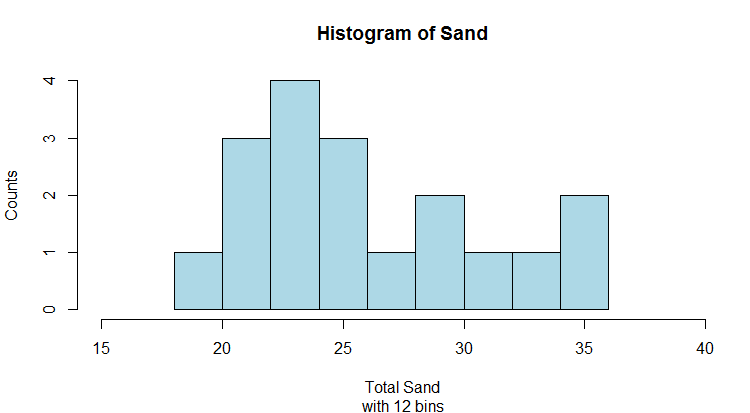 Histogram of Sand
Counts
4
3
2
1
0
15 20 25 30 35 40
Total Sand
with 12 bins